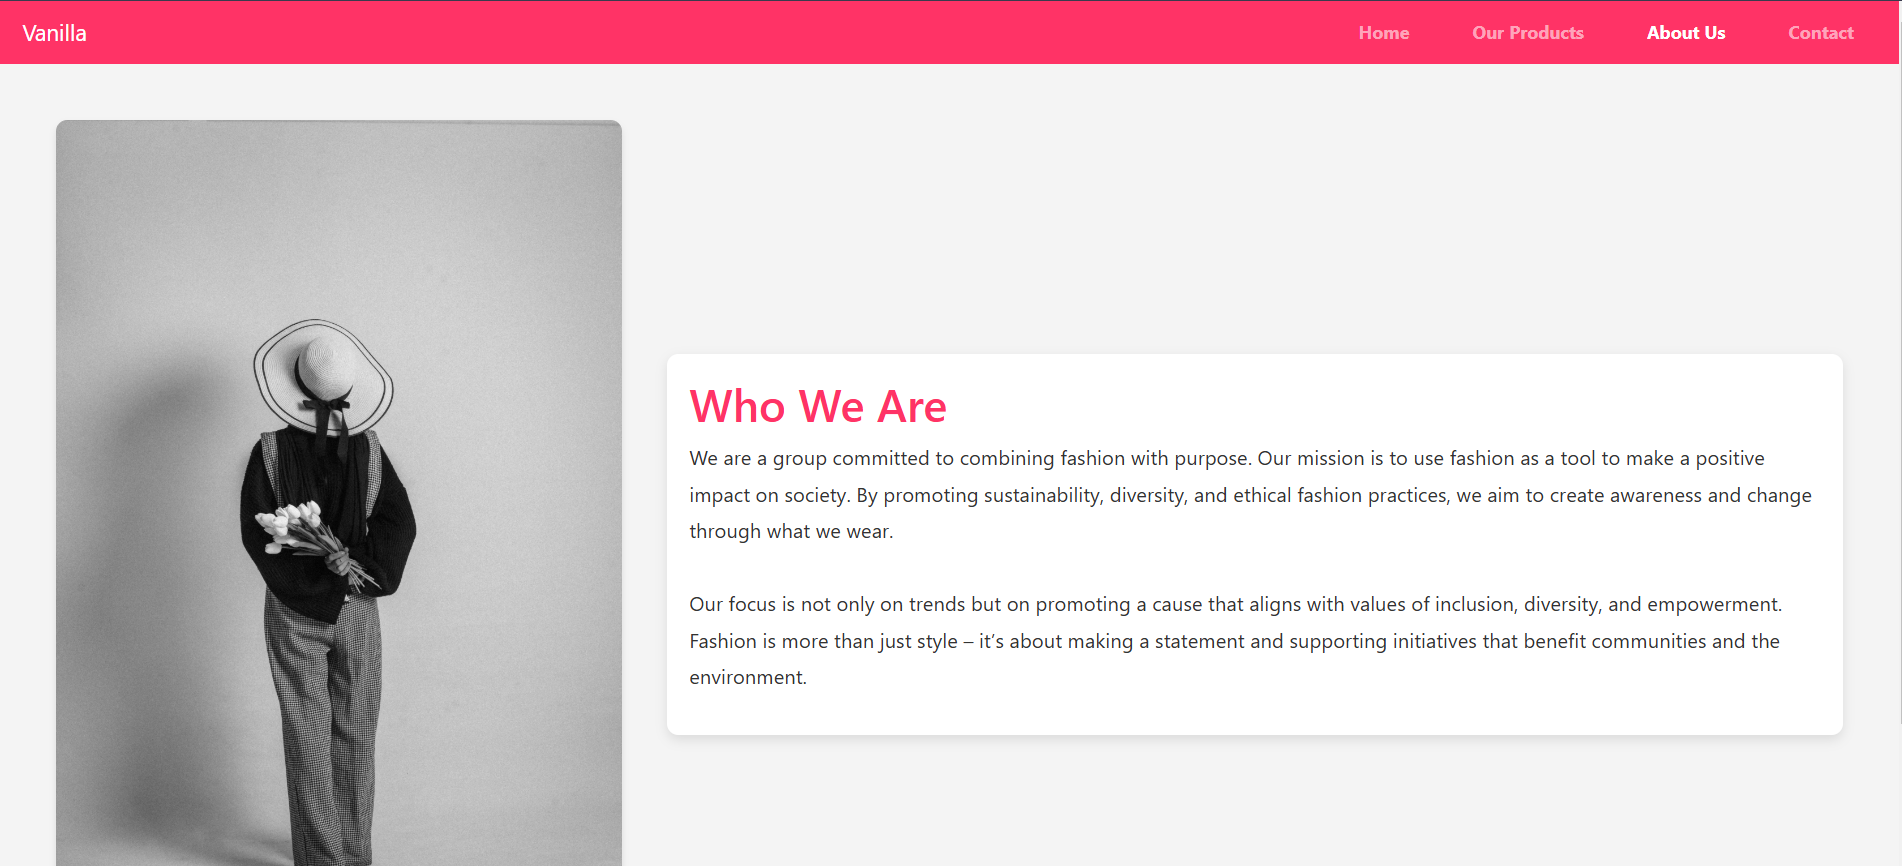 Vanilla
Home
Our Products
About Us
Contact
Who We Are
We are a group committed to combining fashion with purpose. Our mission is to use fashion as a tool to make a positive
impact on society. By promoting sustainability, diversity, and ethical fashion practices, we aim to create awareness and change
through what we wear.
Our focus is not only on trends but on promoting a cause that aligns with values of inclusion, diversity, and empowerment.
Fashion is more than just style – it’s about making a statement and supporting initiatives that benefit communities and the
environment.